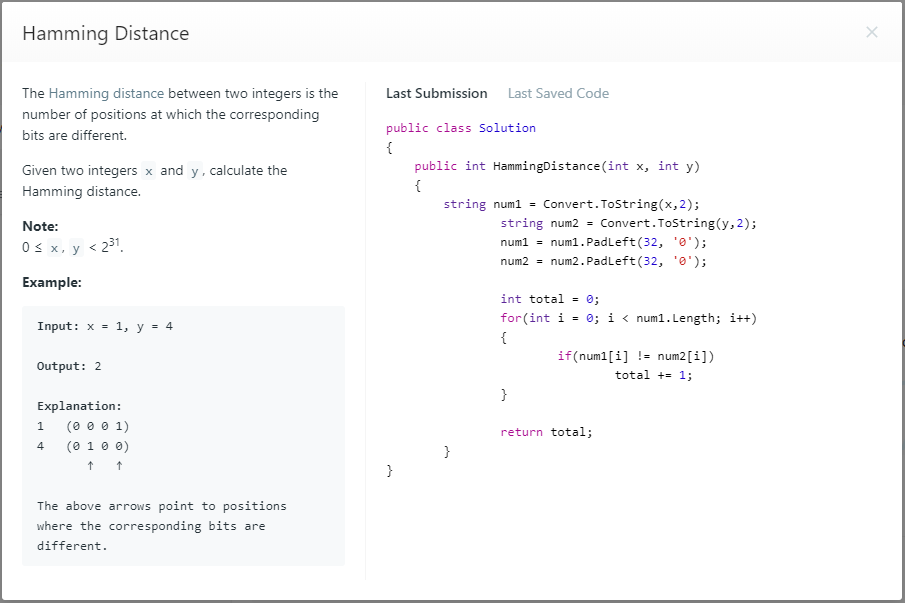 Hamming Distance
×
The Hamming distance between two integers is the
number of positions at which the corresponding
bits are different.
Given two integers x and y, calculate the
Hamming distance.
Note:
0 ≤ x, y < 2³¹.
Example:
Input: x = 1, y = 4
Output: 2
Explanation:
1   (0 0 0 1)
4   (0 1 0 0)
       ↑   ↑
The above arrows point to positions
where the corresponding bits are
different.
Last Submission Last Saved Code
public class Solution
{
    public int HammingDistance(int x, int y)
    {
        string num1 = Convert.ToString(x,2);
                string num2 = Convert.ToString(y,2);
                num1 = num1.PadLeft(32, '0');
                num2 = num2.PadLeft(32, '0');
                int total = 0;
                for(int i = 0; i < num1.Length; i++)
                {
                        if(num1[i] != num2[i])
                                total += 1;
                }
                return total;
        }
}